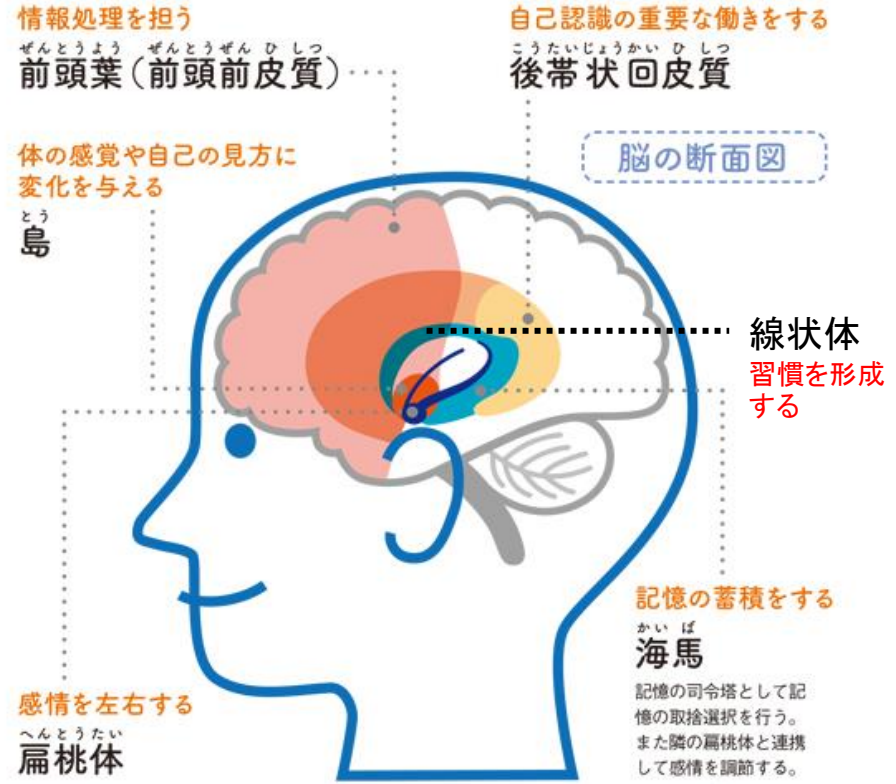 情報処理を担う
ぜんとうよう ぜんとうぜん ひ しつ
前頭葉(前頭前皮質)
自己認識の重要な働きをする
こうたいじょうかい ひ しつ
後帯状回皮質
脳の断面図
体の感覚や自己の見方に
変化を与える
とう
島
線状体
習慣を形成
する
記憶の蓄積をする
かい ば
海馬
記憶の司令塔として記
憶の取捨選択を行う。
また隣の扁桃体と連携
して感情を調節する。
感情を左右する
へんとうたい
扁桃体